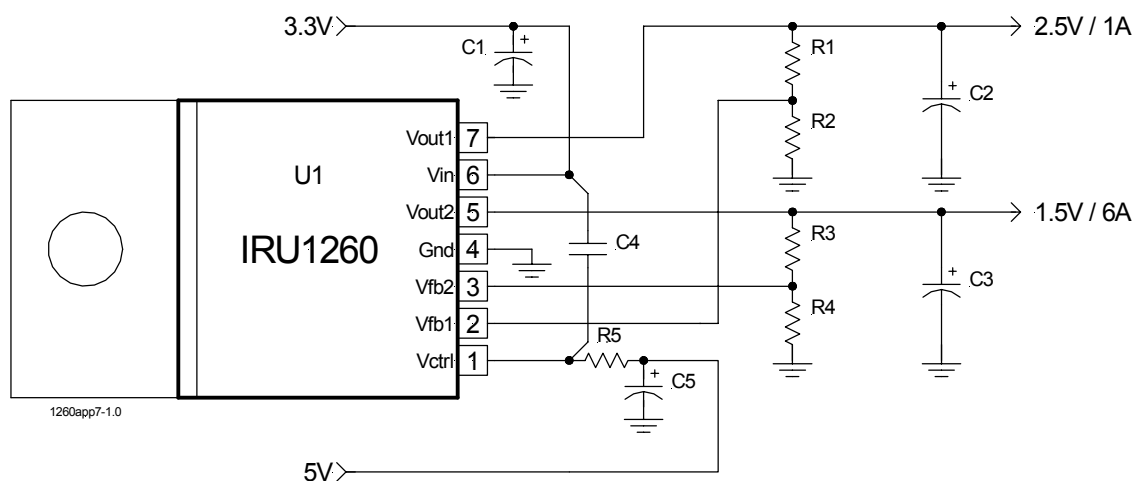 3.3V
C1
+
R1
2.5V / 1A
+
C2
R2
Vout1 7
U1
Vin 6
Vout2 5
1.5V / 6A
IRU1260
Gnd 4
C4
R3
+
C3
Vfb2 3
R4
Vfb1 2
R5
Vctrl 1
+
C5
1260app7-1.0
5V